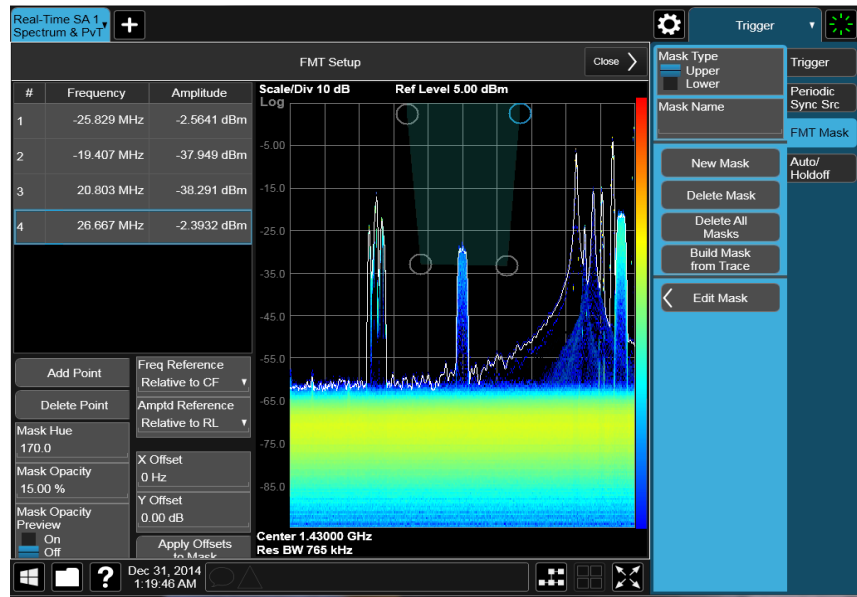 Real-Time SA 1
Spectrum & PvT
Trigger
FMT Setup
Close
# Frequency Amplitude
1 -25.829 MHz -2.5641 dBm
2 -19.407 MHz -37.949 dBm
3 20.803 MHz -38.291 dBm
4 26.667 MHz -2.3932 dBm
Add Point
Delete Point
Mask Hue
170.0
Mask Opacity
15.00 %
Mask Opacity
Preview
On
Off
Freq Reference
Relative to CF
Amptd Reference
Relative to RL
X Offset
0 Hz
Y Offset
0.00 dB
Apply Offsets
to Mask
Scale/Div 10 dB Ref Level 5.00 dBm
Log
-5.00
-15.0
-25.0
-35.0
-45.0
-55.0
-65.0
-75.0
-85.0
Center 1.43000 GHz
Res BW 765 kHz
Mask Type
Upper
Lower
Mask Name
New Mask
Delete Mask
Delete All
Masks
Build Mask
from Trace
Edit Mask
Trigger
Periodic
Sync Src
FMT Mask
Auto/
Holdoff
?
Dec 31, 2014
1:19:46 AM